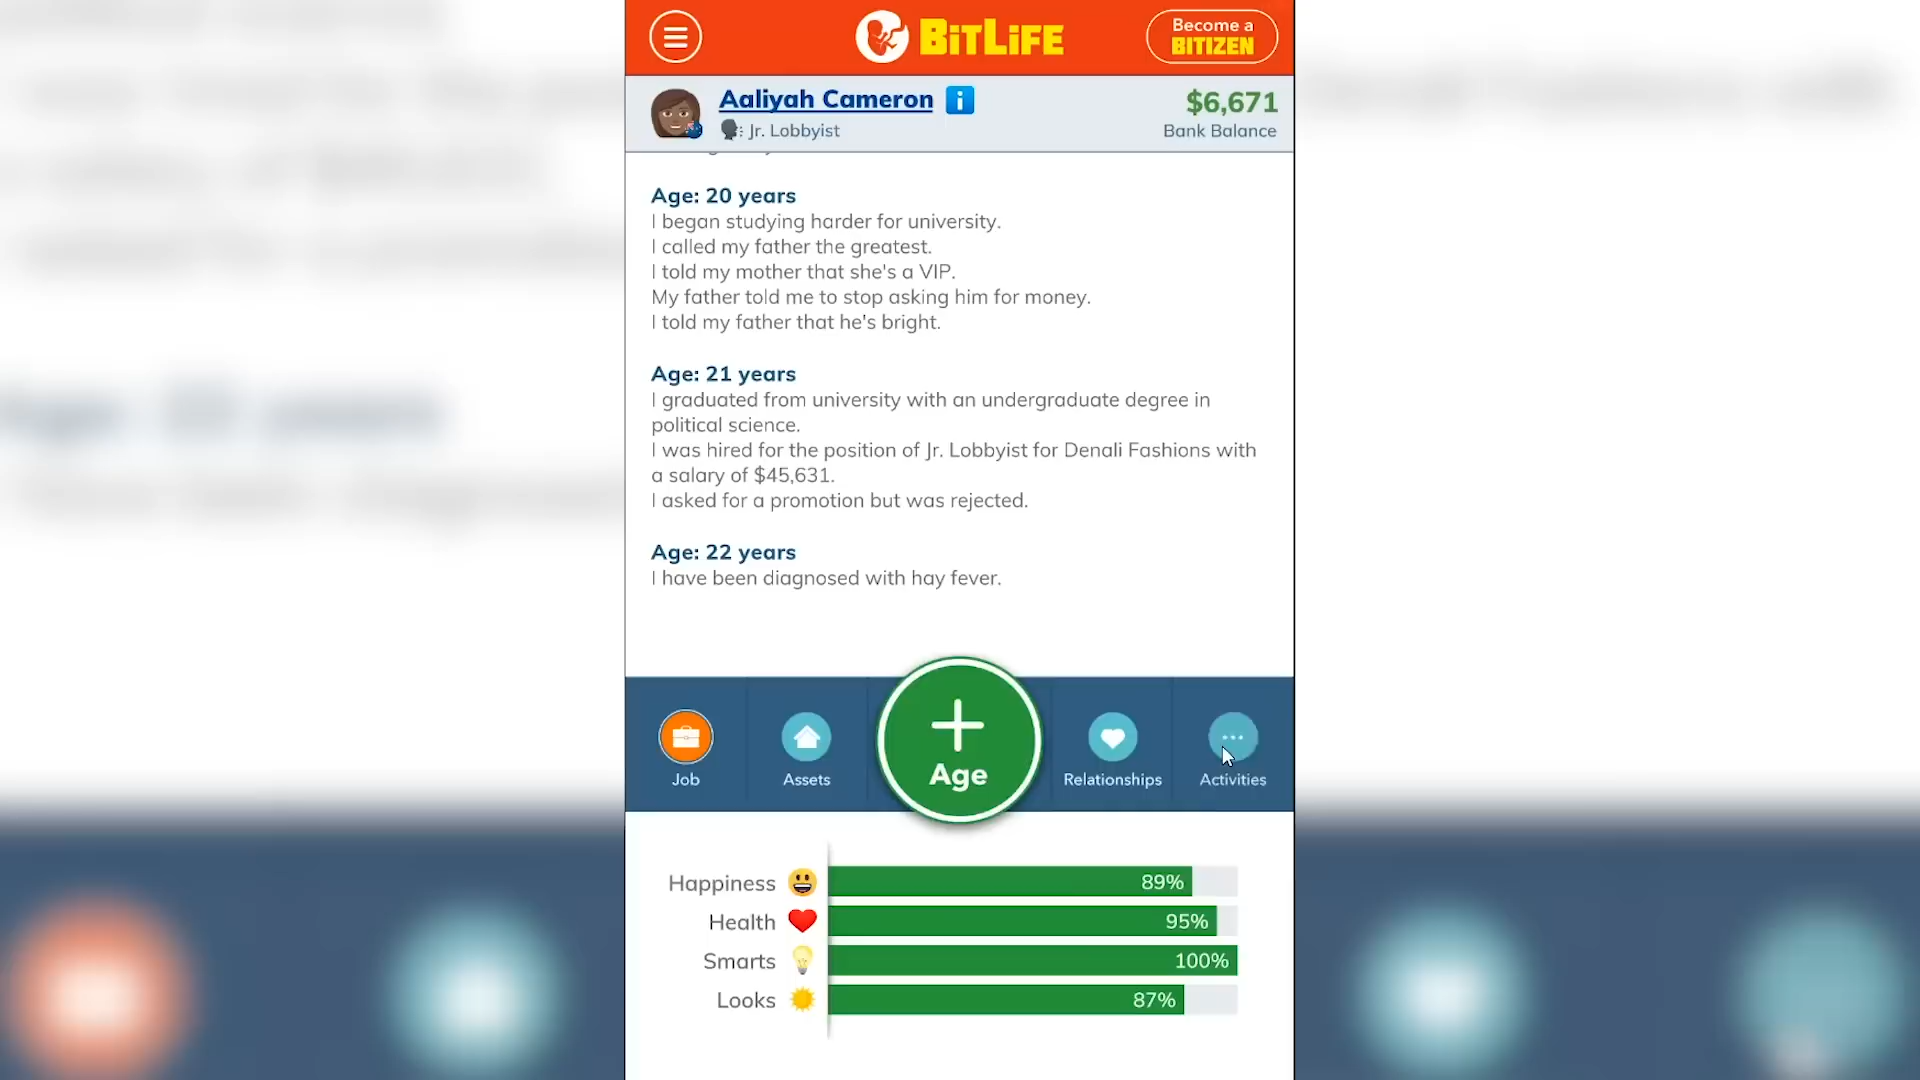 BiTLiFE
Become a
BITIZEN
Aaliyah Cameron
$6,671
Jr. Lobbyist
Bank Balance
Age: 20 years
I began studying harder for university.
I called my father the greatest.
I told my mother that she's a VIP.
My father told me to stop asking him for money.
I told my father that he's bright.
Age: 21 years
I graduated from university with an undergraduate degree in
political science.
I was hired for the position of Jr. Lobbyist for Denali Fashions with
a salary of $45,631.
I asked for a promotion but was rejected.
Age: 22 years
I have been diagnosed with hay fever.
Job
Assets
Age
Relationships
Activities
Happiness 89%
Health 95%
Smarts 100%
Looks 87%